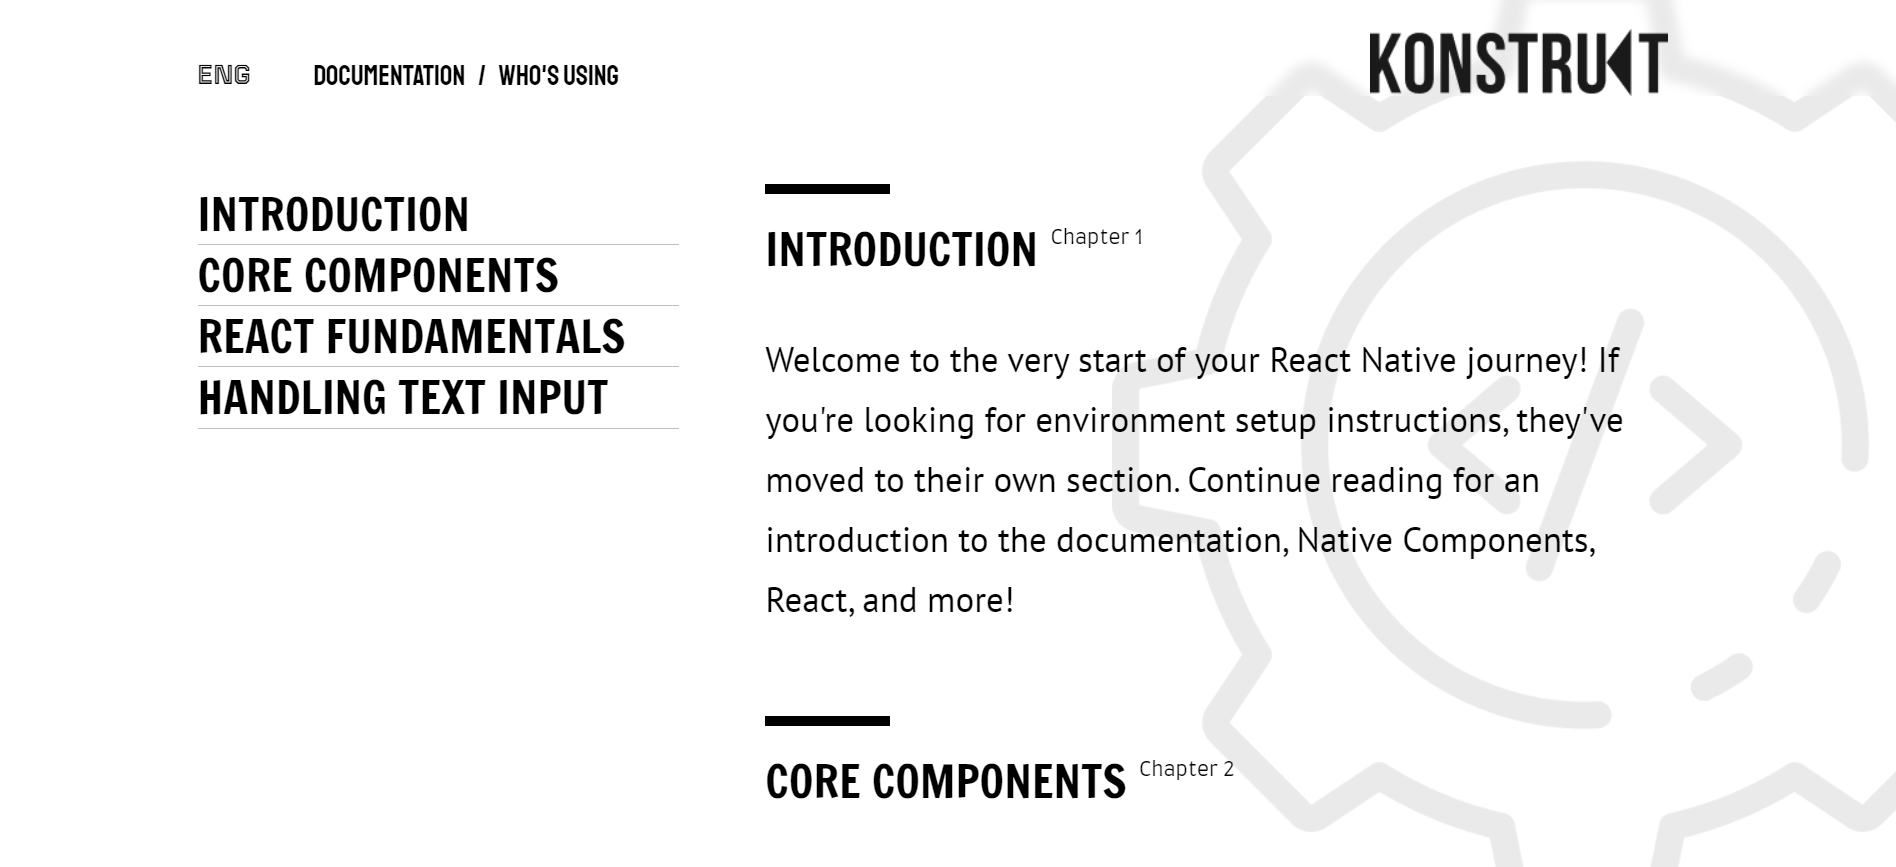 ENG DOCUMENTATION / WHO'S USING
KONSTRUKT
INTRODUCTION
CORE COMPONENTS
REACT FUNDAMENTALS
HANDLING TEXT INPUT
INTRODUCTION Chapter 1
Welcome to the very start of your React Native journey! If
you're looking for environment setup instructions, they've
moved to their own section. Continue reading for an
introduction to the documentation, Native Components,
React, and more!
CORE COMPONENTS Chapter 2